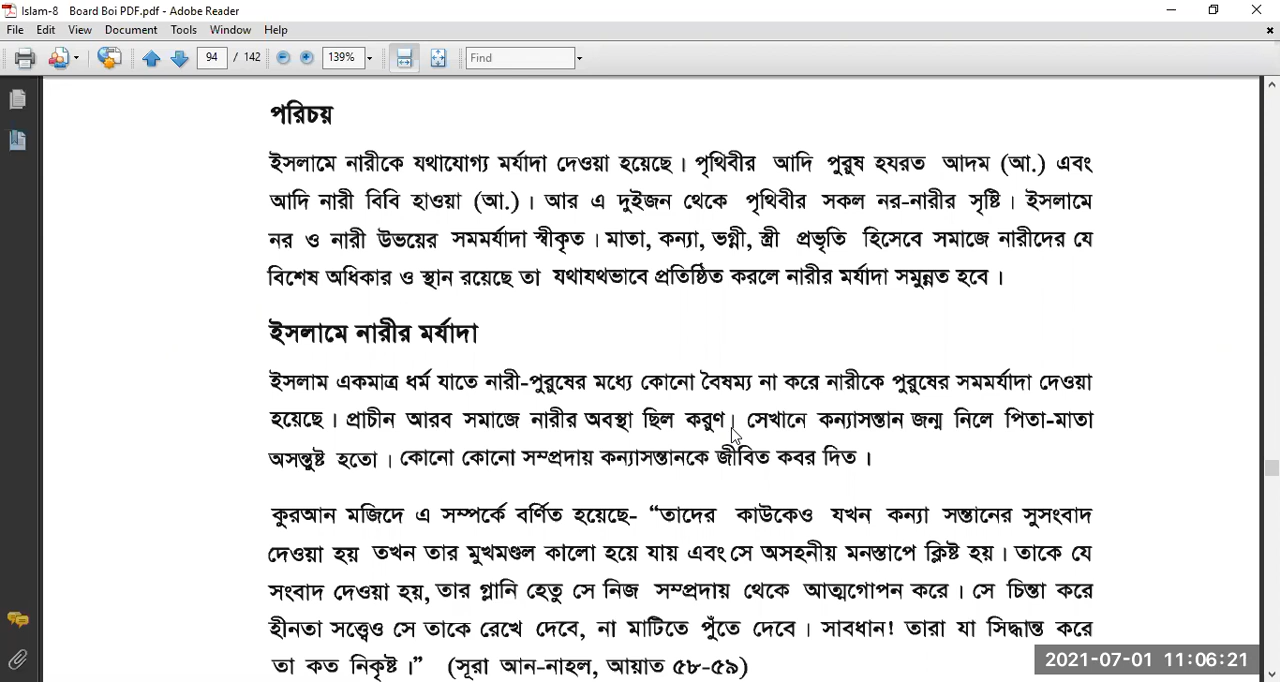 Islam-8 Board Boi PDF.pdf - Adobe Reader
File Edit View Document Tools Window Help
94 / 142 139% Find
পরিচয়
ইসলামে নারীকে যথাযোগ্য মর্যাদা দেওয়া হয়েছে। পৃথিবীর আদি পুরুষ হযরত আদম (আ.) এবং
আদি নারী বিবি হাওয়া (আ.)। আর এ দুইজন থেকে পৃথিবীর সকল নর-নারীর সৃষ্টি। ইসলামে
নর ও নারী উভয়ের সমমর্যাদা স্বীকৃত। মাতা, কন্যা, ভগ্নী, স্ত্রী প্রভৃতি হিসেবে সমাজে নারীদের যে
বিশেষ অধিকার ও স্থান রয়েছে তা যথাযথভাবে প্রতিষ্ঠিত করলে নারীর মর্যাদা সমুন্নত হবে।
ইসলামে নারীর মর্যাদা
ইসলাম একমাত্র ধর্ম যাতে নারী-পুরুষের মধ্যে কোনো বৈষম্য না করে নারীকে পুরুষের সমমর্যাদা দেওয়া
হয়েছে। প্রাচীন আরব সমাজে নারীর অবস্থা ছিল করুণ। সেখানে কন্যাসন্তান জন্ম নিলে পিতা-মাতা
অসন্তুষ্ট হতো। কোনো কোনো সম্প্রদায় কন্যাসন্তানকে জীবিত কবর দিত।
কুরআন মজিদে এ সম্পর্কে বর্ণিত হয়েছে- “তাদের কাউকেও যখন কন্যা সন্তানের সুসংবাদ
দেওয়া হয় তখন তার মুখমণ্ডল কালো হয়ে যায় এবং সে অসহনীয় মনস্তাপে ক্লিষ্ট হয়। তাকে যে
সংবাদ দেওয়া হয়, তার গ্লানি হেতু সে নিজ সম্প্রদায় থেকে আত্মগোপন করে। সে চিন্তা করে
হীনতা সত্ত্বেও সে তাকে রেখে দেবে, না মাটিতে পুঁতে দেবে। সাবধান! তারা যা সিদ্ধান্ত করে
তা কত নিকৃষ্ট।” (সূরা আন-নাহল, আয়াত ৫৮-৫৯)
2021-07-01 11:06:21